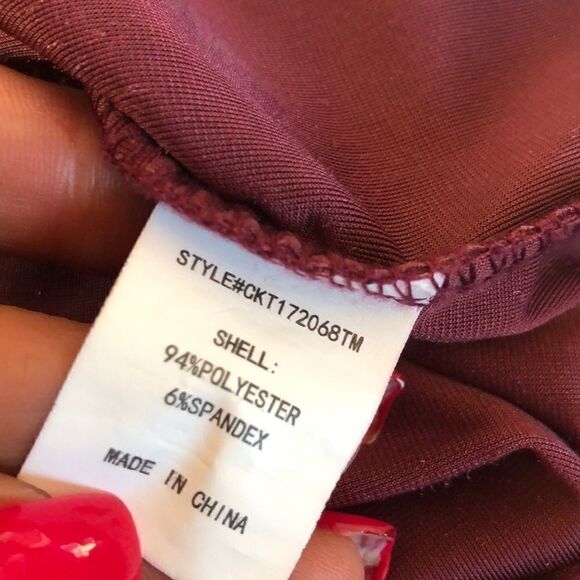 STYLE#CKT172068TM
SHELL:
94%POLYESTER
6%SPANDEX
MADE IN CHINA